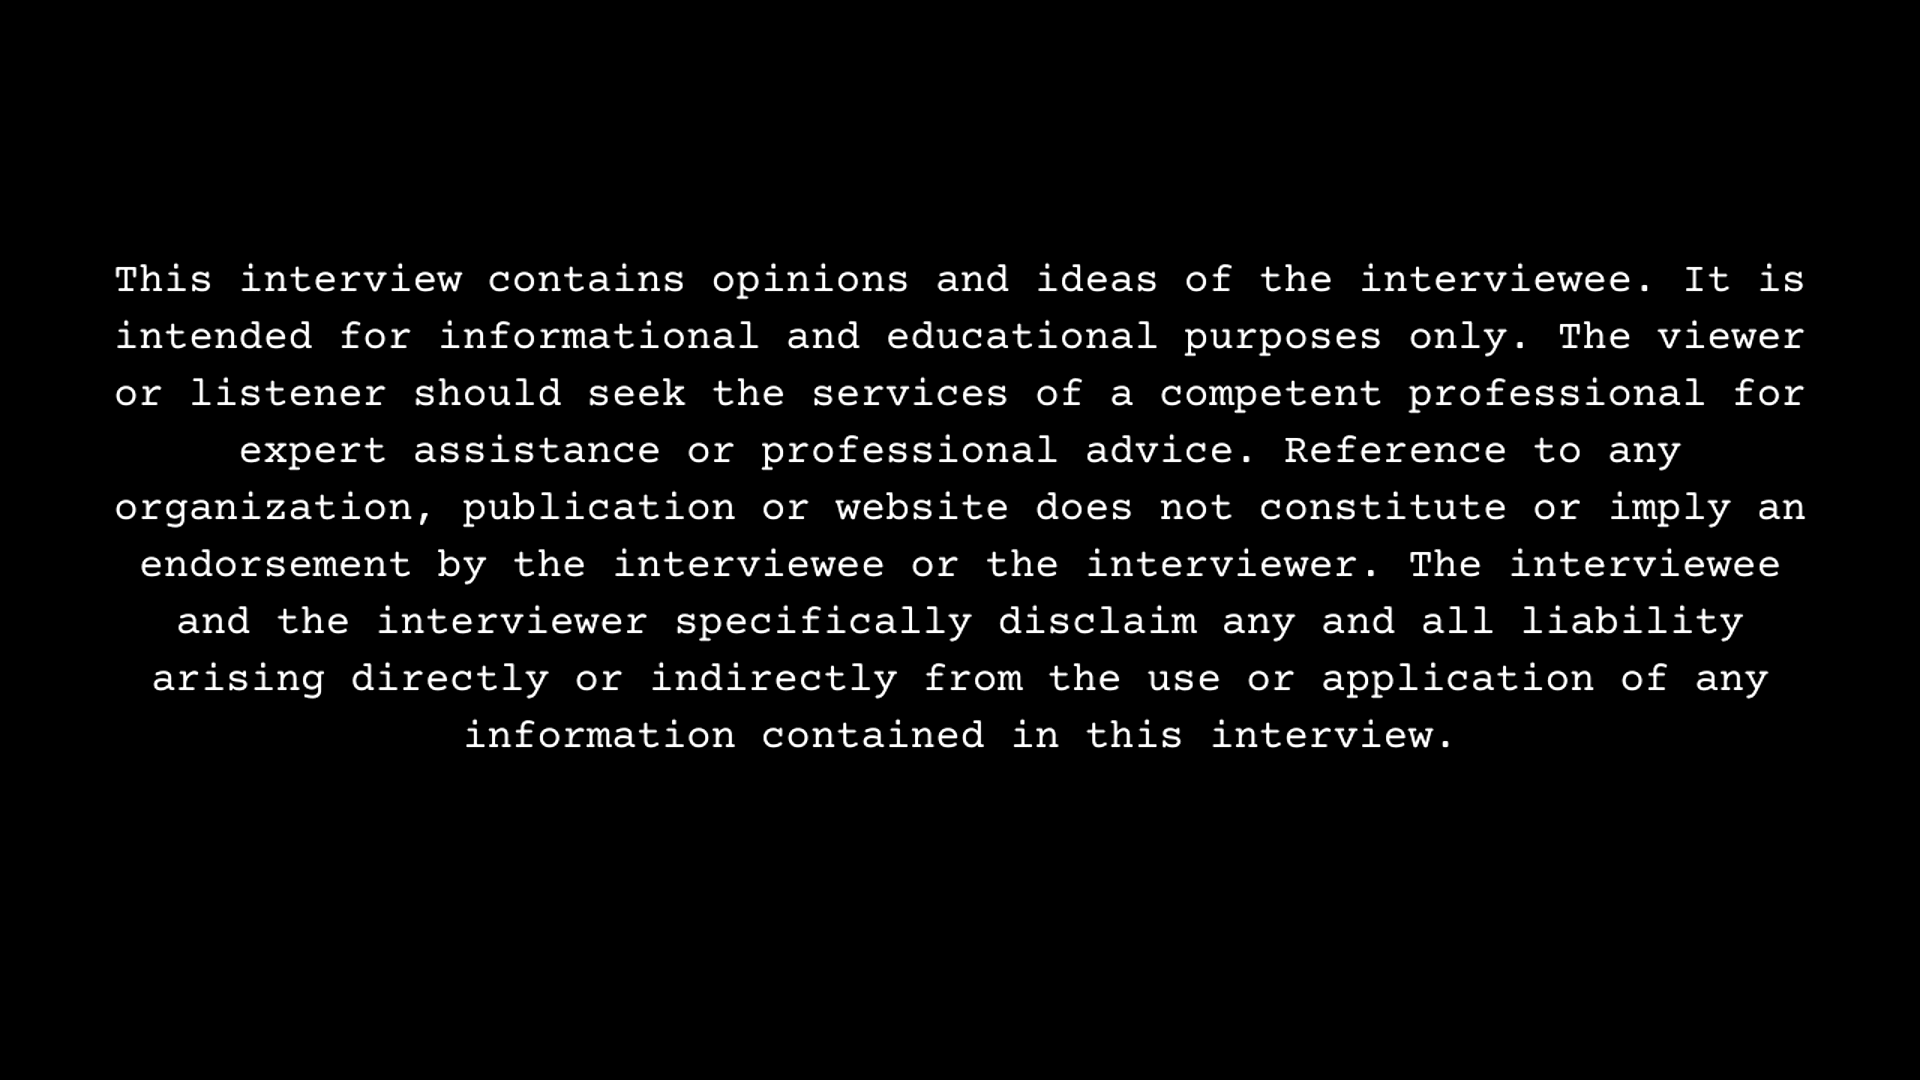 This interview contains opinions and ideas of the interviewee. It is
intended for informational and educational purposes only. The viewer
or listener should seek the services of a competent professional for
expert assistance or professional advice. Reference to any
organization, publication or website does not constitute or imply an
endorsement by the interviewee or the interviewer. The interviewee
and the interviewer specifically disclaim any and all liability
arising directly or indirectly from the use or application of any
information contained in this interview.